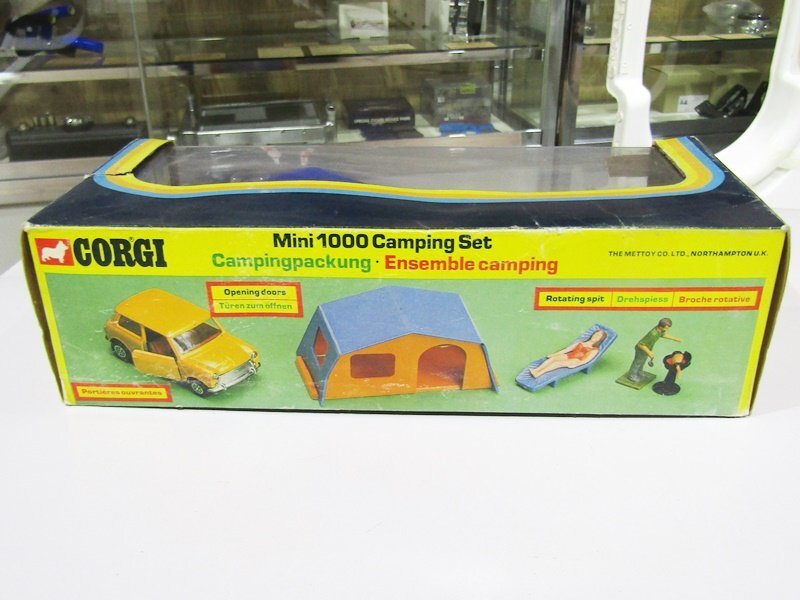 CORGI
Mini 1000 Camping Set
Campingpackung · Ensemble camping
THE METTOY CO. LTD., NORTHAMPTON U.K.
Opening doors
Türen zum öffnen
Portières ouvrantes
Rotating spit Drehspiess Broche rotative